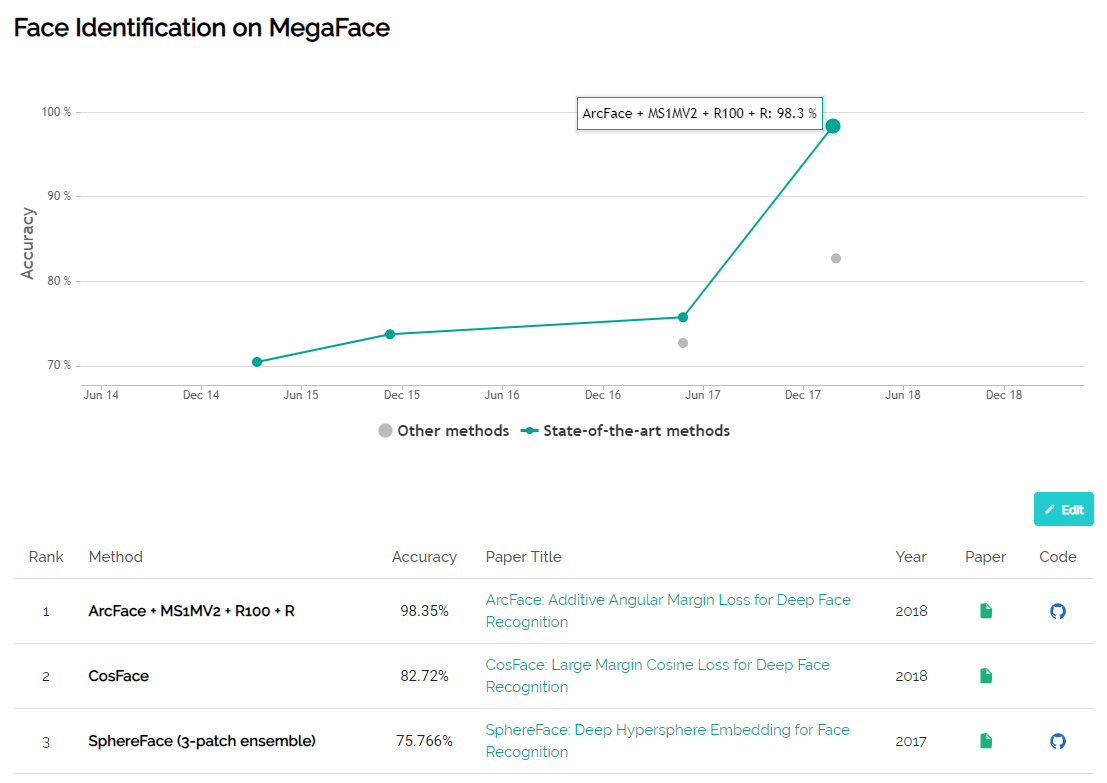 Face Identification on MegaFace
ArcFace + MS1MV2 + R100 + R: 98.3 %
100 %
90 %
80 %
70 %
Accuracy
Jun 14 Dec 14 Jun 15 Dec 15 Jun 16 Dec 16 Jun 17 Dec 17 Jun 18 Dec 18
Other methods State-of-the-art methods
Edit
Rank Method Accuracy Paper Title Year Paper Code
1 ArcFace + MS1MV2 + R100 + R 98.35% ArcFace: Additive Angular Margin Loss for Deep Face 2018
Recognition
2 CosFace 82.72% CosFace: Large Margin Cosine Loss for Deep Face 2018
Recognition
3 SphereFace (3-patch ensemble) 75.766% SphereFace: Deep Hypersphere Embedding for Face 2017
Recognition